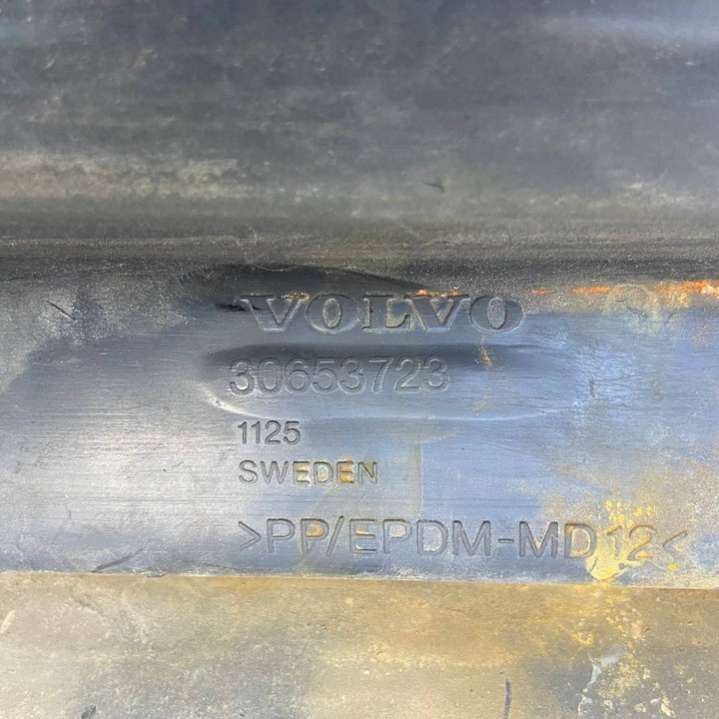 VOLVO
30653723
1125
SWEDEN
>PP/EPDM-MD12<